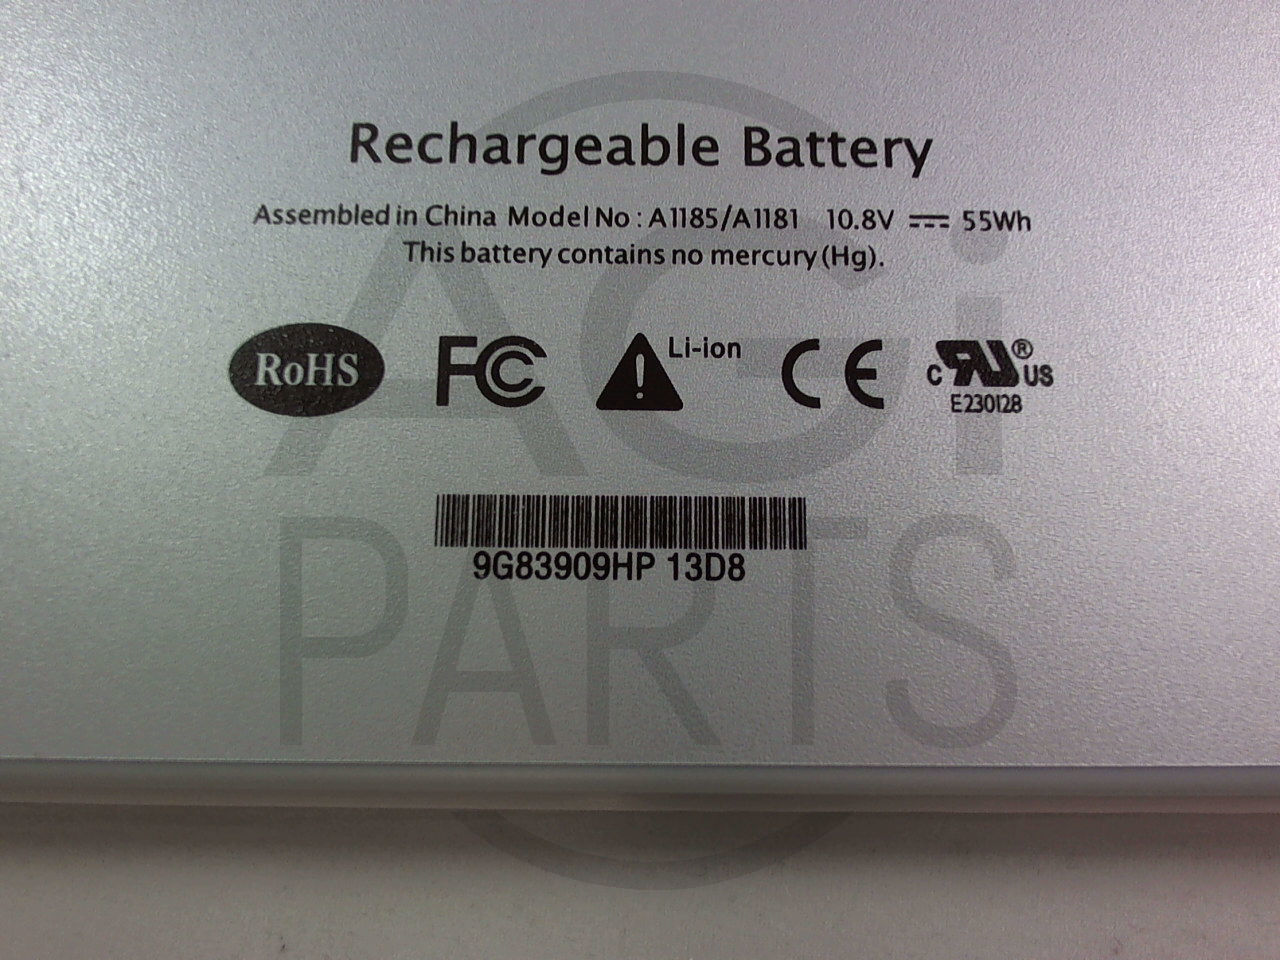 Rechargeable Battery
Assembled in China Model No : A1185/A1181 10.8V ⎓ 55Wh
This battery contains no mercury (Hg).
RoHS FC Li-ion CE c RU ® US
E230128
9G83909HP 13D8
AGi
PARTS